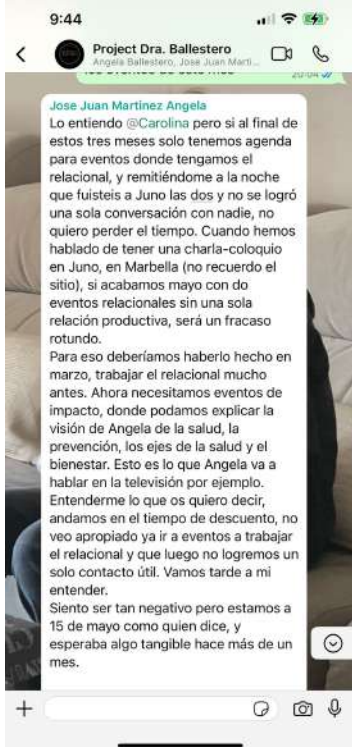 9:44
Project Dra. Ballestero
Angela Ballestero, Jose Juan Marti...
los eventos de este mes
20:04
Jose Juan Martinez Angela
Lo entiendo @Carolina pero si al final de
estos tres meses solo tenemos agenda
para eventos donde tengamos el
relacional, y remitiéndome a la noche
que fuisteis a Juno las dos y no se logró
una sola conversación con nadie, no
quiero perder el tiempo. Cuando hemos
hablado de tener una charla-coloquio
en Juno, en Marbella (no recuerdo el
sitio), si acabamos mayo con do
eventos relacionales sin una sola
relación productiva, será un fracaso
rotundo.
Para eso deberíamos haberlo hecho en
marzo, trabajar el relacional mucho
antes. Ahora necesitamos eventos de
impacto, donde podamos explicar la
visión de Angela de la salud, la
prevención, los ejes de la salud y el
bienestar. Esto es lo que Angela va a
hablar en la televisión por ejemplo.
Entenderme lo que os quiero decir,
andamos en el tiempo de descuento, no
veo apropiado ya ir a eventos a trabajar
el relacional y que luego no logremos un
solo contacto útil. Vamos tarde a mi
entender.
Siento ser tan negativo pero estamos a
15 de mayo como quien dice, y
esperaba algo tangible hace más de un
mes.